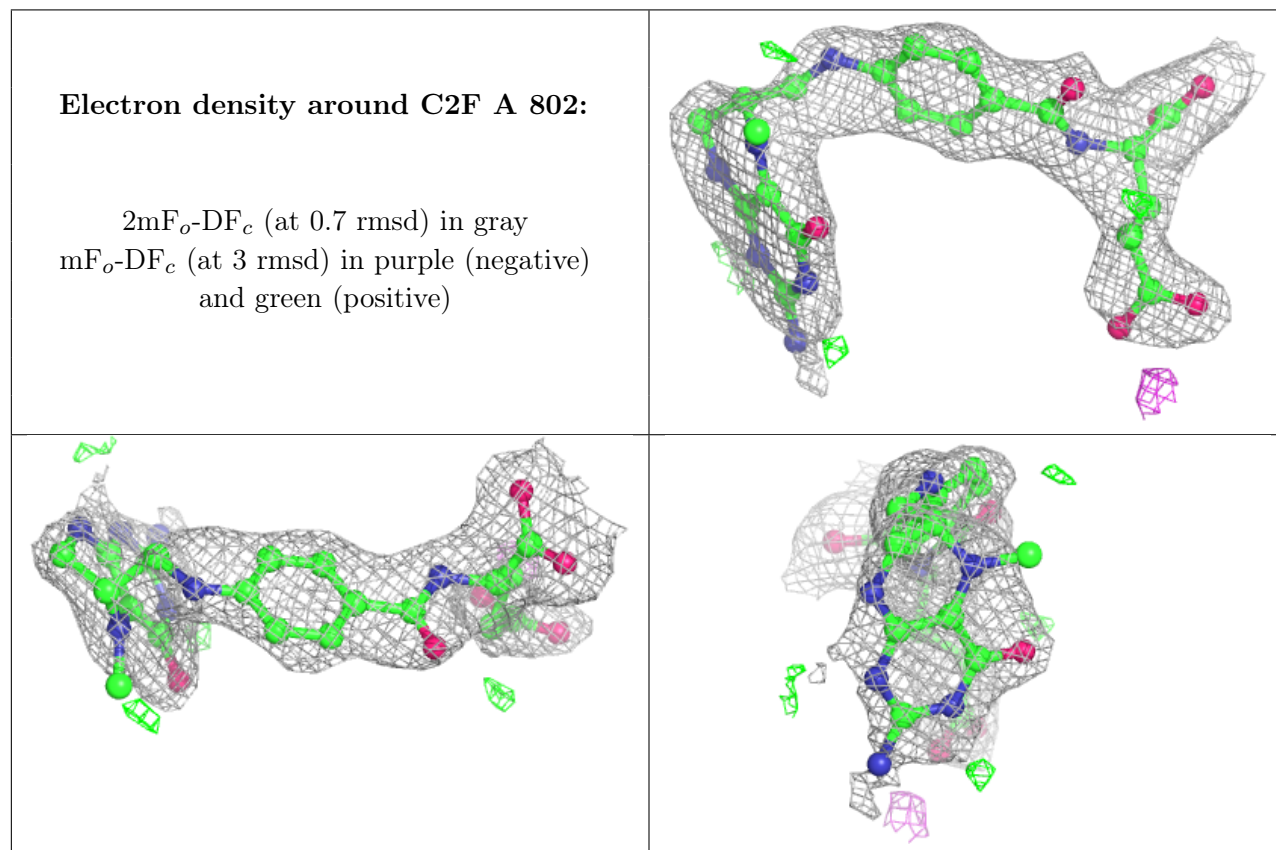 Electron density around C2F A 802:
2mFo-DFc (at 0.7 rmsd) in gray
mFo-DFc (at 3 rmsd) in purple (negative)
and green (positive)